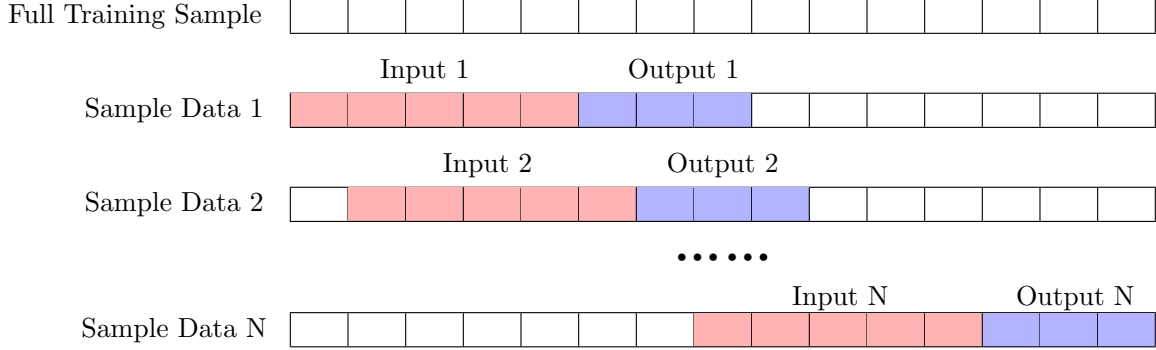 Full Training Sample
Input 1 Output 1
Sample Data 1
Input 2 Output 2
Sample Data 2
......
Input N Output N
Sample Data N